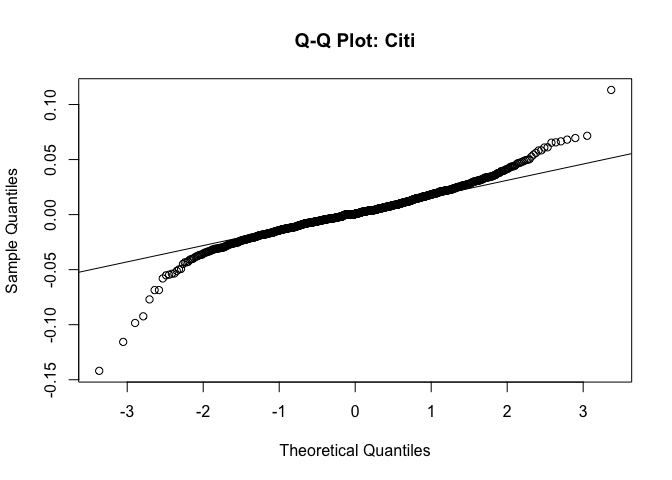 Q-Q Plot: Citi
Sample Quantiles
0.10
0.05
0.00
-0.05
-0.10
-0.15
-3 -2 -1 0 1 2 3
Theoretical Quantiles